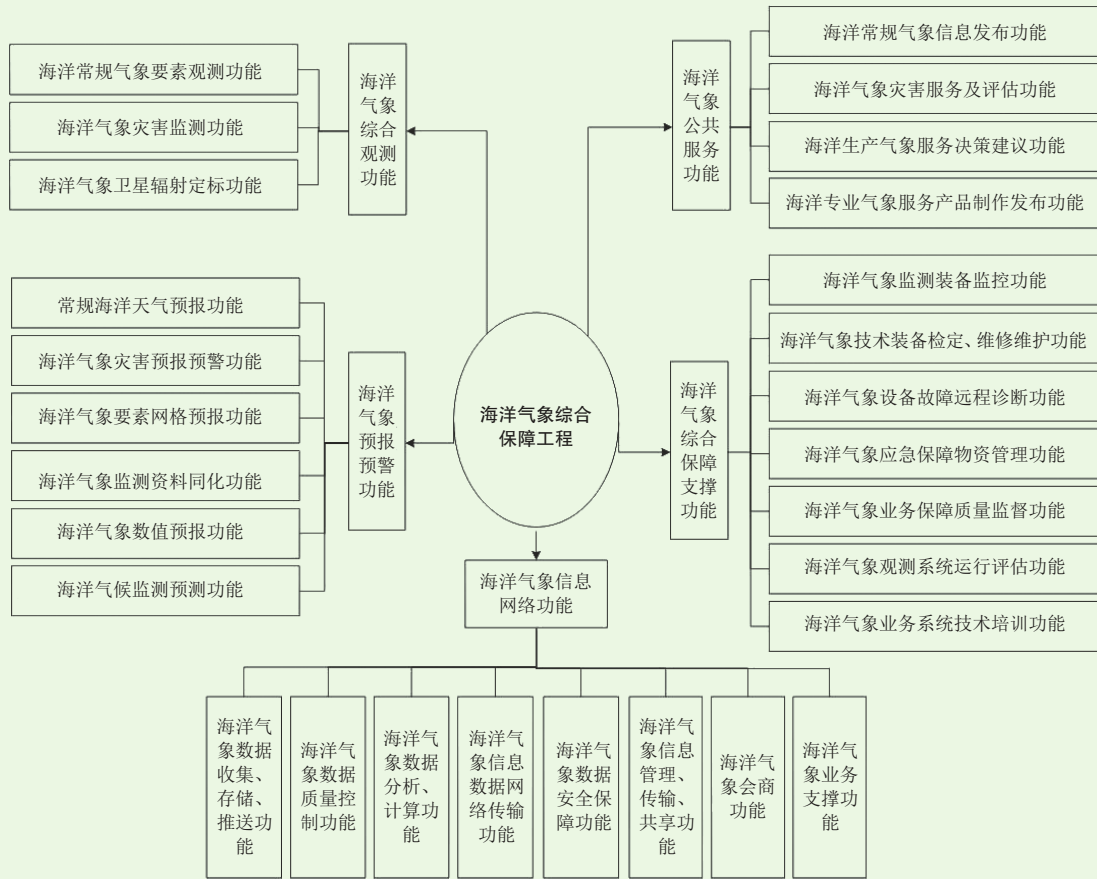 海洋常规气象要素观测功能
海洋气象灾害监测功能
海洋气象卫星辐射定标功能
海洋
气象
综合
观测
功能
海洋
气象
公共
服务
功能
海洋常规气象信息发布功能
海洋气象灾害服务及评估功能
海洋生产气象服务决策建议功能
海洋专业气象服务产品制作发布功能
常规海洋天气预报功能
海洋气象灾害预报预警功能
海洋气象要素网格预报功能
海洋气象监测资料同化功能
海洋气象数值预报功能
海洋气候监测预测功能
海洋
气象
预报
预警
功能
海洋气象综合
保障工程
海洋
气象
综合
保障
支撑
功能
海洋气象监测装备监控功能
海洋气象技术装备检定、维修维护功能
海洋气象设备故障远程诊断功能
海洋气象应急保障物资管理功能
海洋气象业务保障质量监督功能
海洋气象观测系统运行评估功能
海洋气象业务系统技术培训功能
海洋气象信息
网络功能
海洋气
象数据
收集、
存储、
推送功
能
海洋气
象数据
质量控
制功能
海洋气
象数据
分析、
计算功
能
海洋气
象信息
数据网
络传输
功能
海洋气
象数据
安全保
障功能
海洋气
象信息
管理、
传输、
共享功
能
海洋气
象会商
功能
海洋气
象业务
支撑功
能